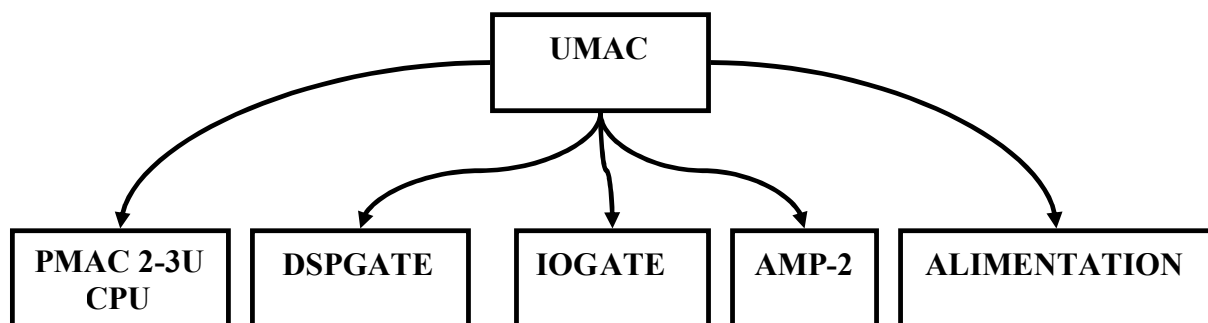 UMAC
PMAC 2-3U
CPU
DSPGATE
IOGATE
AMP-2
ALIMENTATION